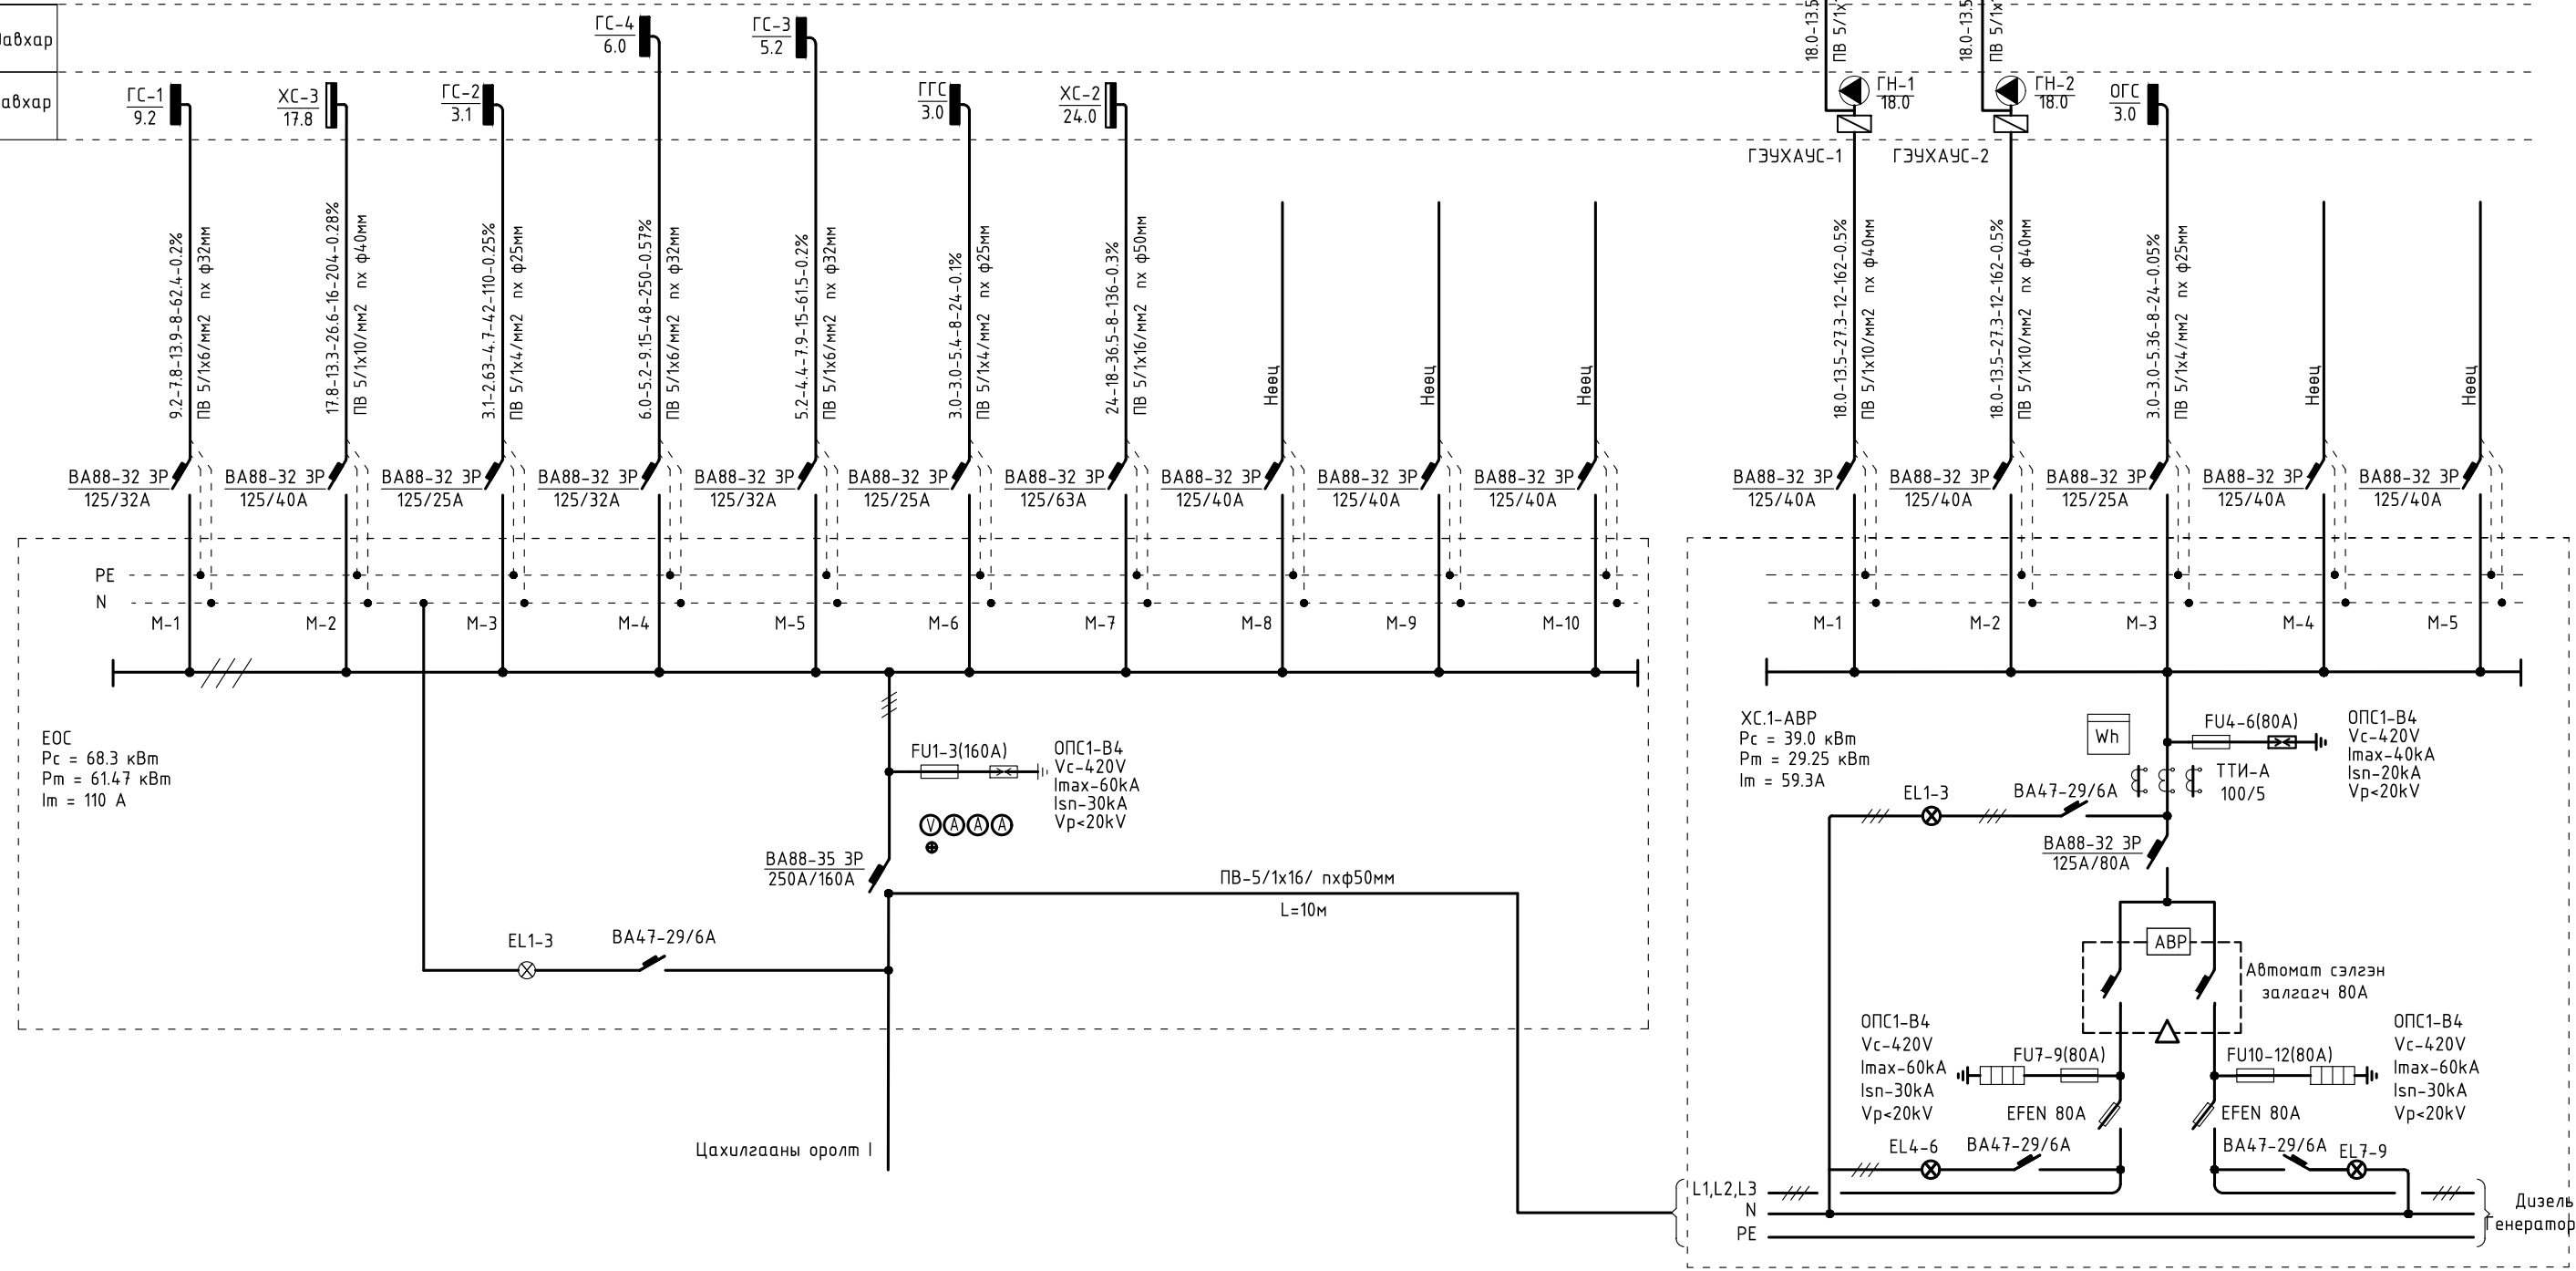 ГС-4
6.0
ГС-3
5.2
ГС-1
9.2
ХС-3
17.8
ГС-2
3.1
ГГС
3.0
ХС-2
24.0
18.0-13.5
ПВ 5/1х
18.0-13.5
ПВ 5/1х
ГН-1
18.0
ГН-2
18.0
ОГС
3.0
ГЭУХАУС-1
ГЭУХАУС-2
9.2-7.8-13.9-8-62.4-0.2%
ПВ 5/1х6/мм2 пх ф32мм
17.8-13.3-26.6-16-204-0.28%
ПВ 5/1х10/мм2 пх ф40мм
3.1-2.63-4.7-42-110-0.25%
ПВ 5/1х4/мм2 пх ф25мм
6.0-5.2-9.15-48-250-0.57%
ПВ 5/1х6/мм2 пх ф32мм
5.2-4.4-7.9-15-61.5-0.2%
ПВ 5/1х6/мм2 пх ф32мм
3.0-3.0-5.4-8-24-0.1%
ПВ 5/1х4/мм2 пх ф25мм
24-18-36.5-8-136-0.3%
ПВ 5/1х16/мм2 пх ф50мм
Нөөц
Нөөц
Нөөц
18.0-13.5-27.3-12-162-0.5%
ПВ 5/1х10/мм2 пх ф40мм
18.0-13.5-27.3-12-162-0.5%
ПВ 5/1х10/мм2 пх ф40мм
3.0-3.0-5.36-8-24-0.05%
ПВ 5/1х4/мм2 пх ф25мм
Нөөц
Нөөц
ВА88-32 3Р
125/32А
ВА88-32 3Р
125/40А
ВА88-32 3Р
125/25А
ВА88-32 3Р
125/32А
ВА88-32 3Р
125/32А
ВА88-32 3Р
125/25А
ВА88-32 3Р
125/63А
ВА88-32 3Р
125/40А
ВА88-32 3Р
125/40А
ВА88-32 3Р
125/40А
ВА88-32 3Р
125/40А
ВА88-32 3Р
125/40А
ВА88-32 3Р
125/25А
ВА88-32 3Р
125/40А
ВА88-32 3Р
125/40А
PE
N
М-1
М-2
М-3
М-4
М-5
М-6
М-7
М-8
М-9
М-10
М-1
М-2
М-3
М-4
М-5
ЕОС
Рс = 68.3 кВт
Рт = 61.47 кВт
Iт = 110 А
FU1-3(160A)
ОПС1-В4
Vc-420V
Imax-60kA
Isn-30kA
Vp<20kV
V A A A
ВА88-35 3Р
250А/160А
ПВ-5/1х16/ пхф50мм
L=10м
EL1-3
ВА47-29/6А
Цахилгааны оролт I
ХС.1-АВР
Рс = 39.0 кВт
Рт = 29.25 кВт
Iт = 59.3А
Wh
FU4-6(80A)
ОПС1-В4
Vc-420V
Imax-40kA
Isn-20kA
Vp<20kV
ТТИ-А
100/5
EL1-3
ВА47-29/6А
ВА88-32 3Р
125А/80А
АВР
Автомат сэлгэн
залгагч 80А
ОПС1-В4
Vc-420V
Imax-60kA
Isn-30kA
Vp<20kV
FU7-9(80A)
FU10-12(80A)
ОПС1-В4
Vc-420V
Imax-60kA
Isn-30kA
Vp<20kV
EFEN 80A
EFEN 80A
EL4-6
ВА47-29/6А
ВА47-29/6А
EL7-9
L1,L2,L3
N
PE
Дизель
Генератор